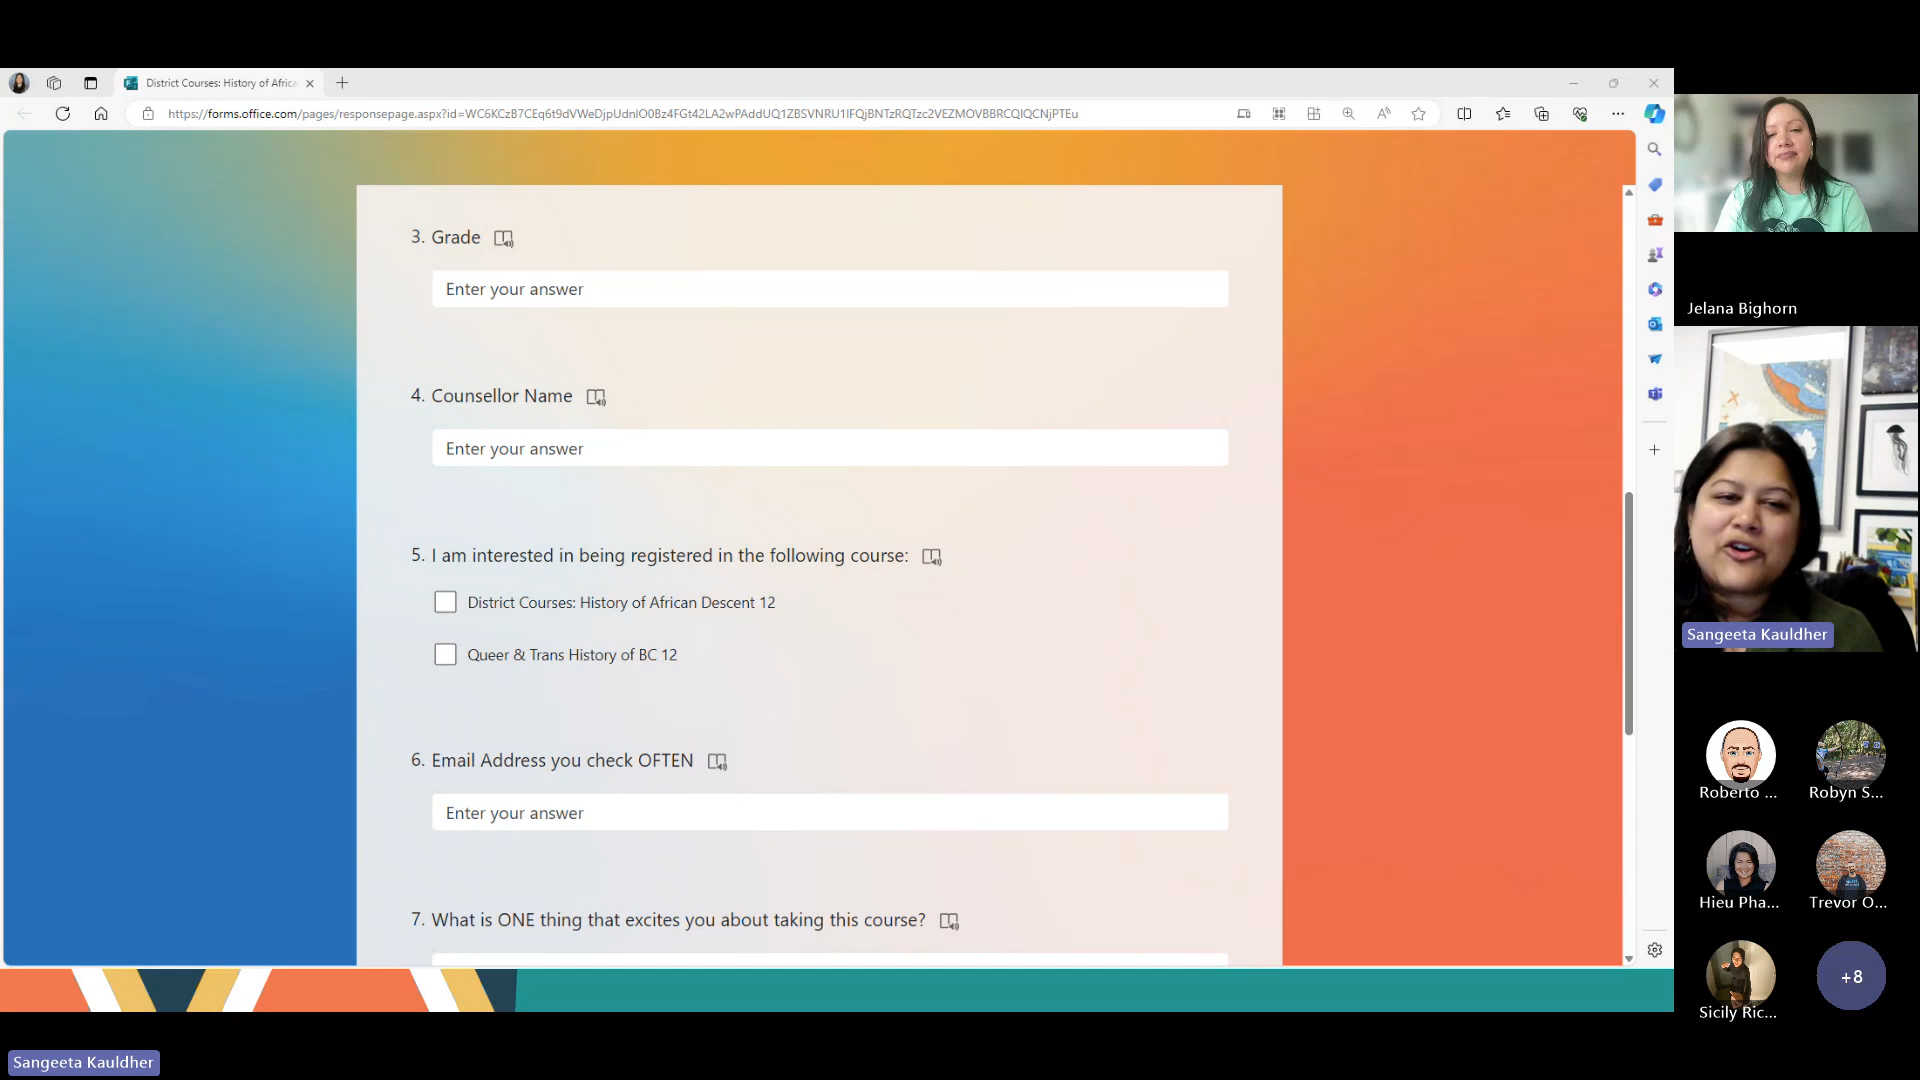 District Courses: History of Africa
https://forms.office.com/pages/responsepage.aspx?id=WC6KCzB7CEq6t9dVWeDjpUdnlO0Bz4FGt42LA2wPAddUQ1ZBSVNRU1lFQjBNTzRQTzc2VEZMOVBBRCQlQCNjPTEu
3. Grade
Enter your answer
4. Counsellor Name
Enter your answer
5. I am interested in being registered in the following course:
District Courses: History of African Descent 12
Queer & Trans History of BC 12
6. Email Address you check OFTEN
Enter your answer
7. What is ONE thing that excites you about taking this course?
Jelana Bighorn
Sangeeta Kauldher
Roberto ...
Robyn S...
Hieu Pha...
Trevor O...
Sicily Ric...
+8
Sangeeta Kauldher